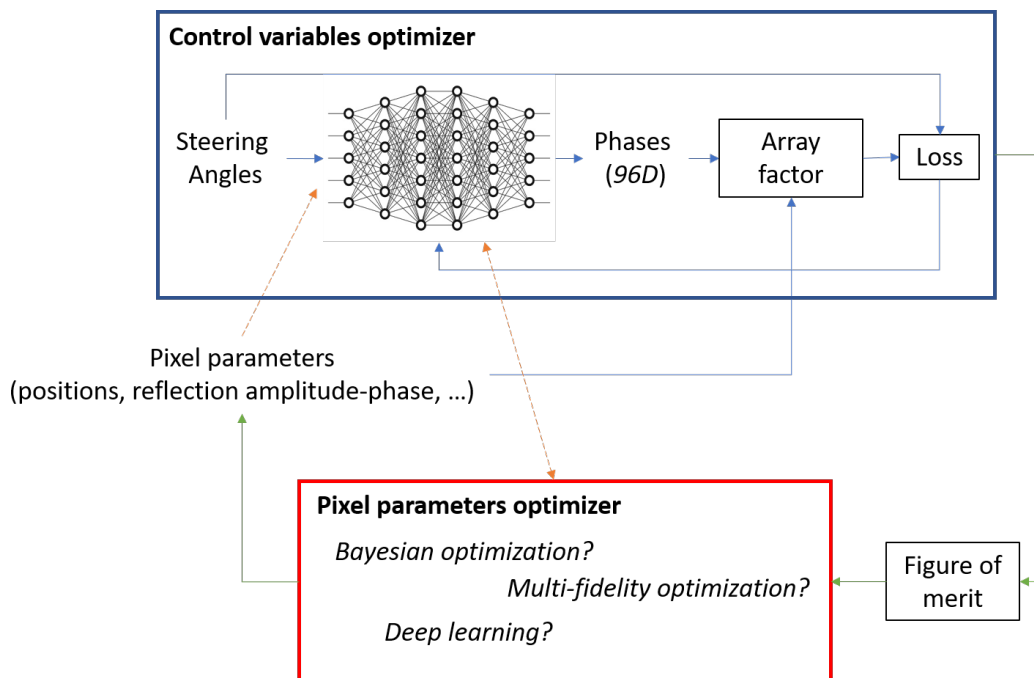 Control variables optimizer
Steering
Angles
Phases
(96D)
Array
factor
Loss
Pixel parameters
(positions, reflection amplitude-phase, ...)
Pixel parameters optimizer
Bayesian optimization?
Multi-fidelity optimization?
Deep learning?
Figure of
merit